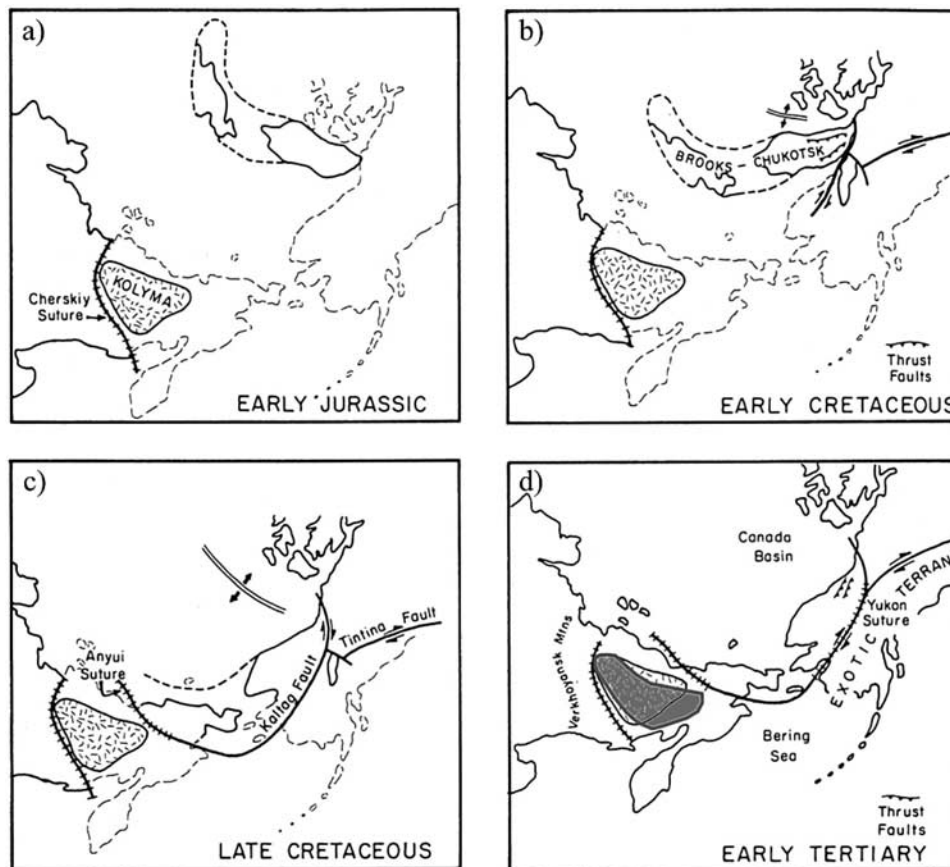 a)
KOLYMA
Cherskiy
Suture
EARLY JURASSIC
b)
BROOKS - CHUKOTSK
Thrust
Faults
EARLY CRETACEOUS
c)
Anyui
Suture
Kaltag Fault
Tintina Fault
LATE CRETACEOUS
d)
Canada
Basin
Verkhoyansk Mtns
Yukon
Suture
EXOTIC TERRAN
Bering
Sea
Thrust
Faults
EARLY TERTIARY